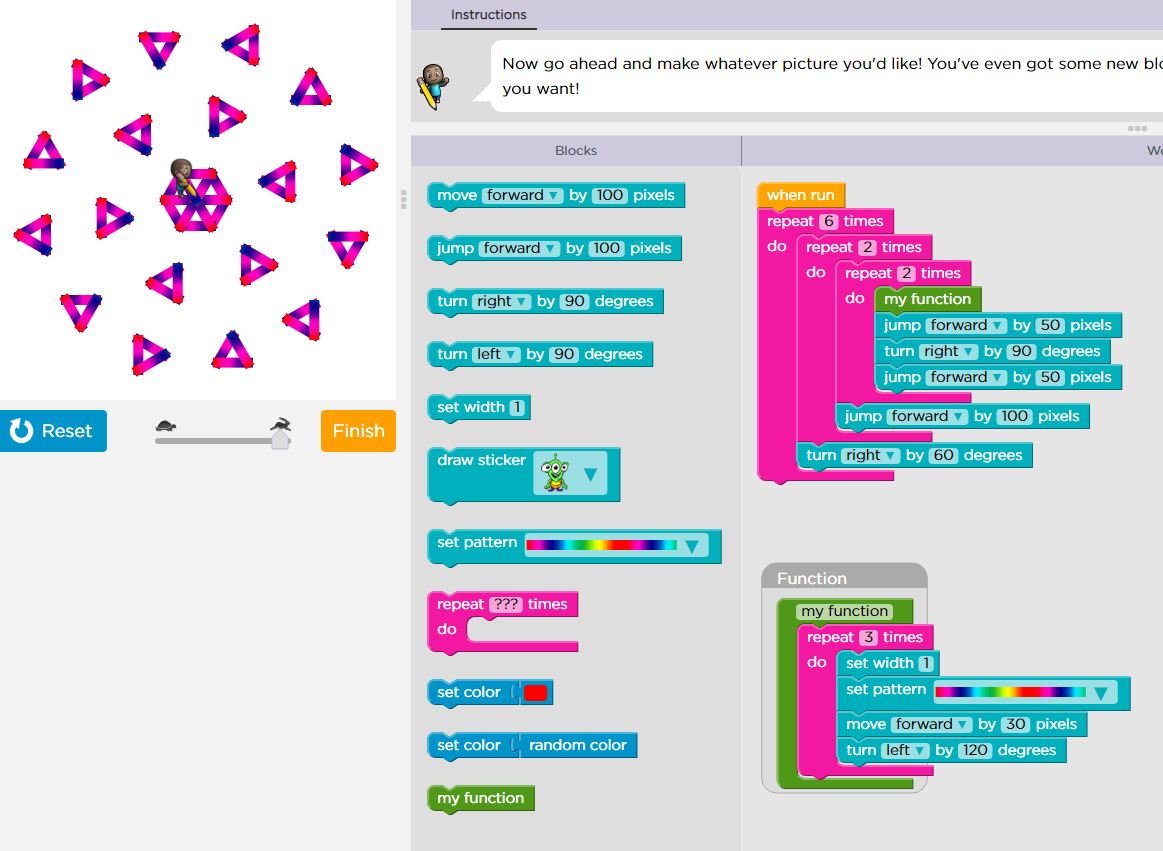 Instructions
Now go ahead and make whatever picture you'd like! You've even got some new blo
you want!
Blocks
Wo
move forward by 100 pixels
jump forward by 100 pixels
turn right by 90 degrees
turn left by 90 degrees
set width 1
draw sticker
set pattern
repeat ??? times
do
set color
set color random color
my function
when run
repeat 6 times
do repeat 2 times
do repeat 2 times
do my function
jump forward by 50 pixels
turn right by 90 degrees
jump forward by 50 pixels
jump forward by 100 pixels
turn right by 60 degrees
Function
my function
repeat 3 times
do set width 1
set pattern
move forward by 30 pixels
turn left by 120 degrees
Reset
Finish